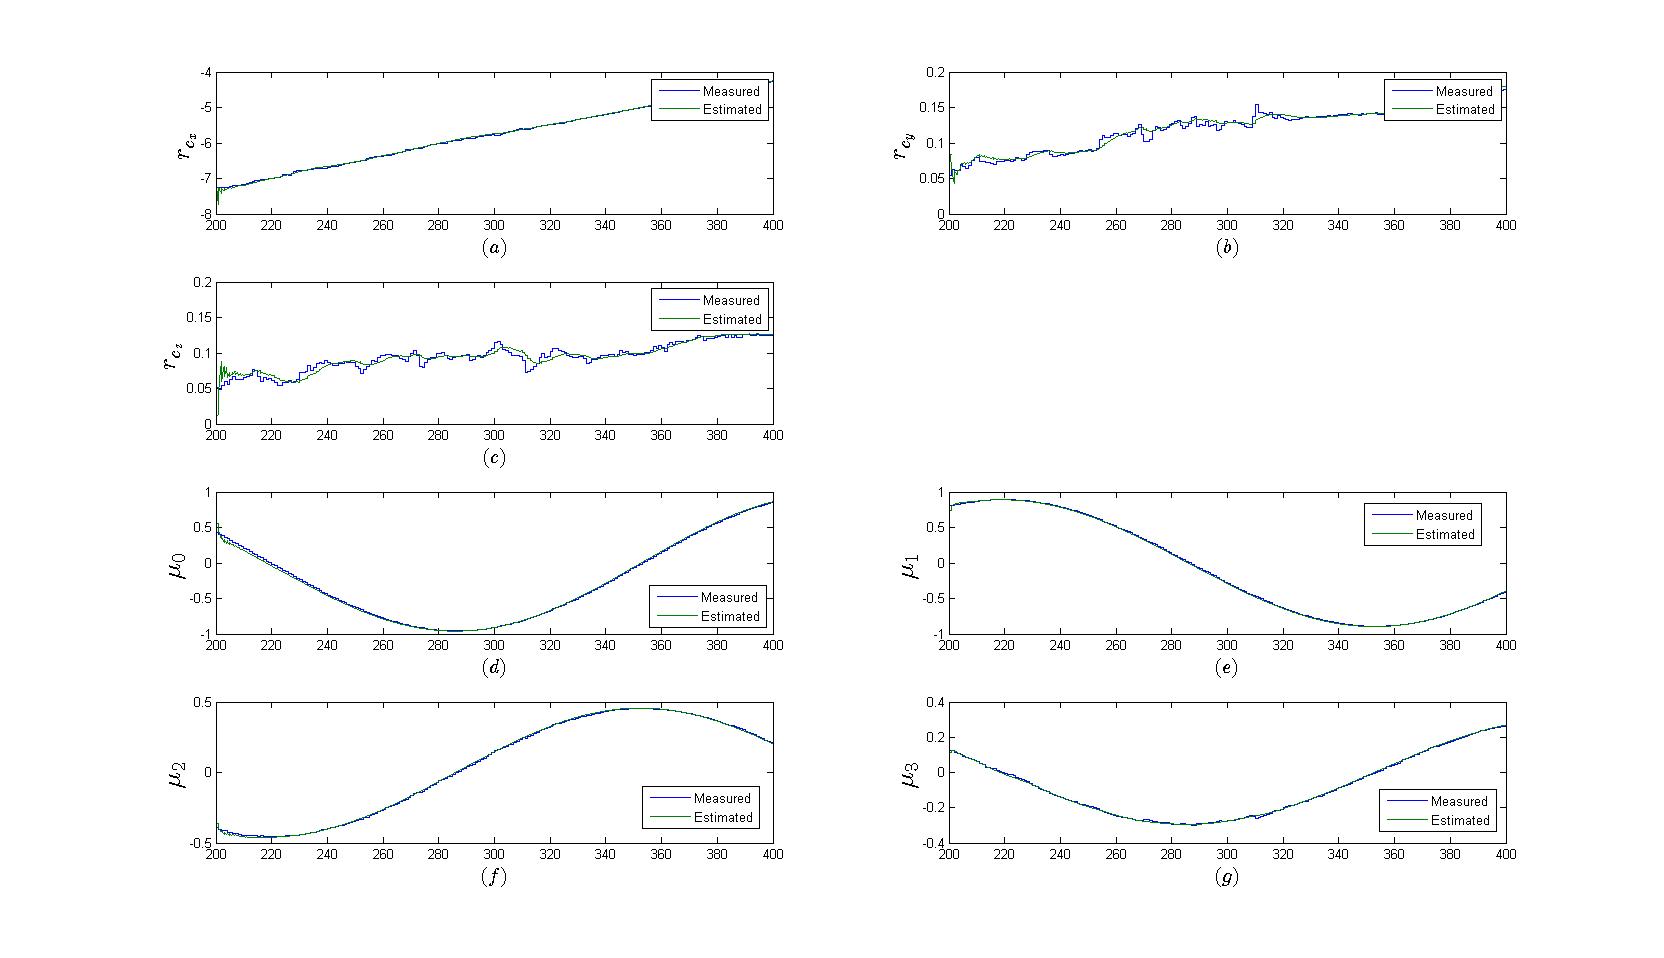 -4
-5
-6
-7
-8
r_{c_x}
Measured
Estimated
200 220 240 260 280 300 320 340 360 380 400
(a)
0.2
0.15
0.1
0.05
0
r_{c_y}
Measured
Estimated
200 220 240 260 280 300 320 340 360 380 400
(b)
0.2
0.15
0.1
0.05
0
r_{c_z}
Measured
Estimated
200 220 240 260 280 300 320 340 360 380 400
(c)
1
0.5
0
-0.5
-1
μ_0
Measured
Estimated
200 220 240 260 280 300 320 340 360 380 400
(d)
1
0.5
0
-0.5
-1
μ_1
Measured
Estimated
200 220 240 260 280 300 320 340 360 380 400
(e)
0.5
0
-0.5
μ_2
Measured
Estimated
200 220 240 260 280 300 320 340 360 380 400
(f)
0.4
0.2
0
-0.2
-0.4
μ_3
Measured
Estimated
200 220 240 260 280 300 320 340 360 380 400
(g)